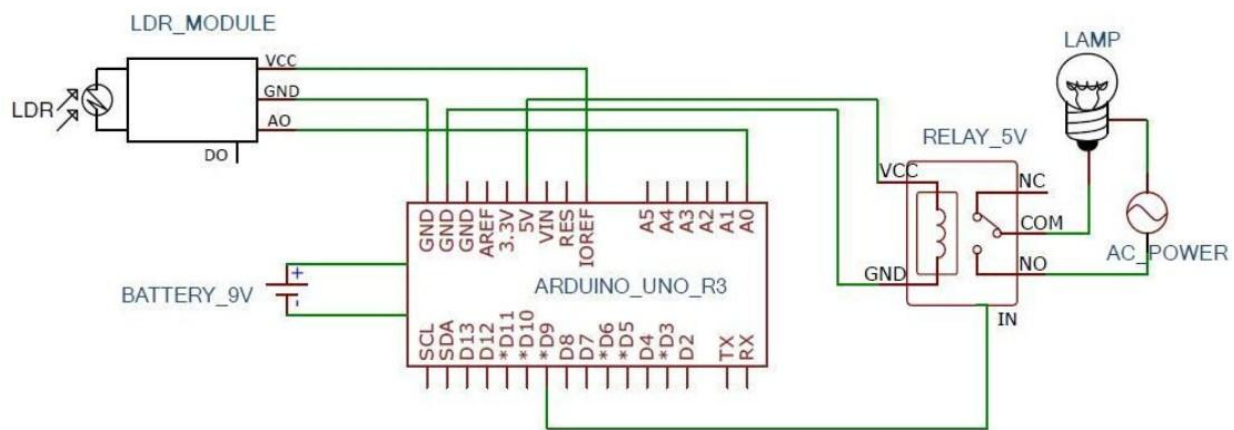 LDR_MODULE
VCC
GND
AO
DO
LDR
LAMP
RELAY_5V
VCC
GND
NC
COM
NO
IN
AC_POWER
BATTERY_9V
+
-
ARDUINO_UNO_R3
GND
GND
GND
AREF
3.3V
5V
VIN
RES
IOREF
A5
A4
A3
A2
A1
A0
SCL
SDA
D13
D12
*D11
*D10
*D9
D8
D7
*D6
*D5
D4
*D3
D2
TX
RX